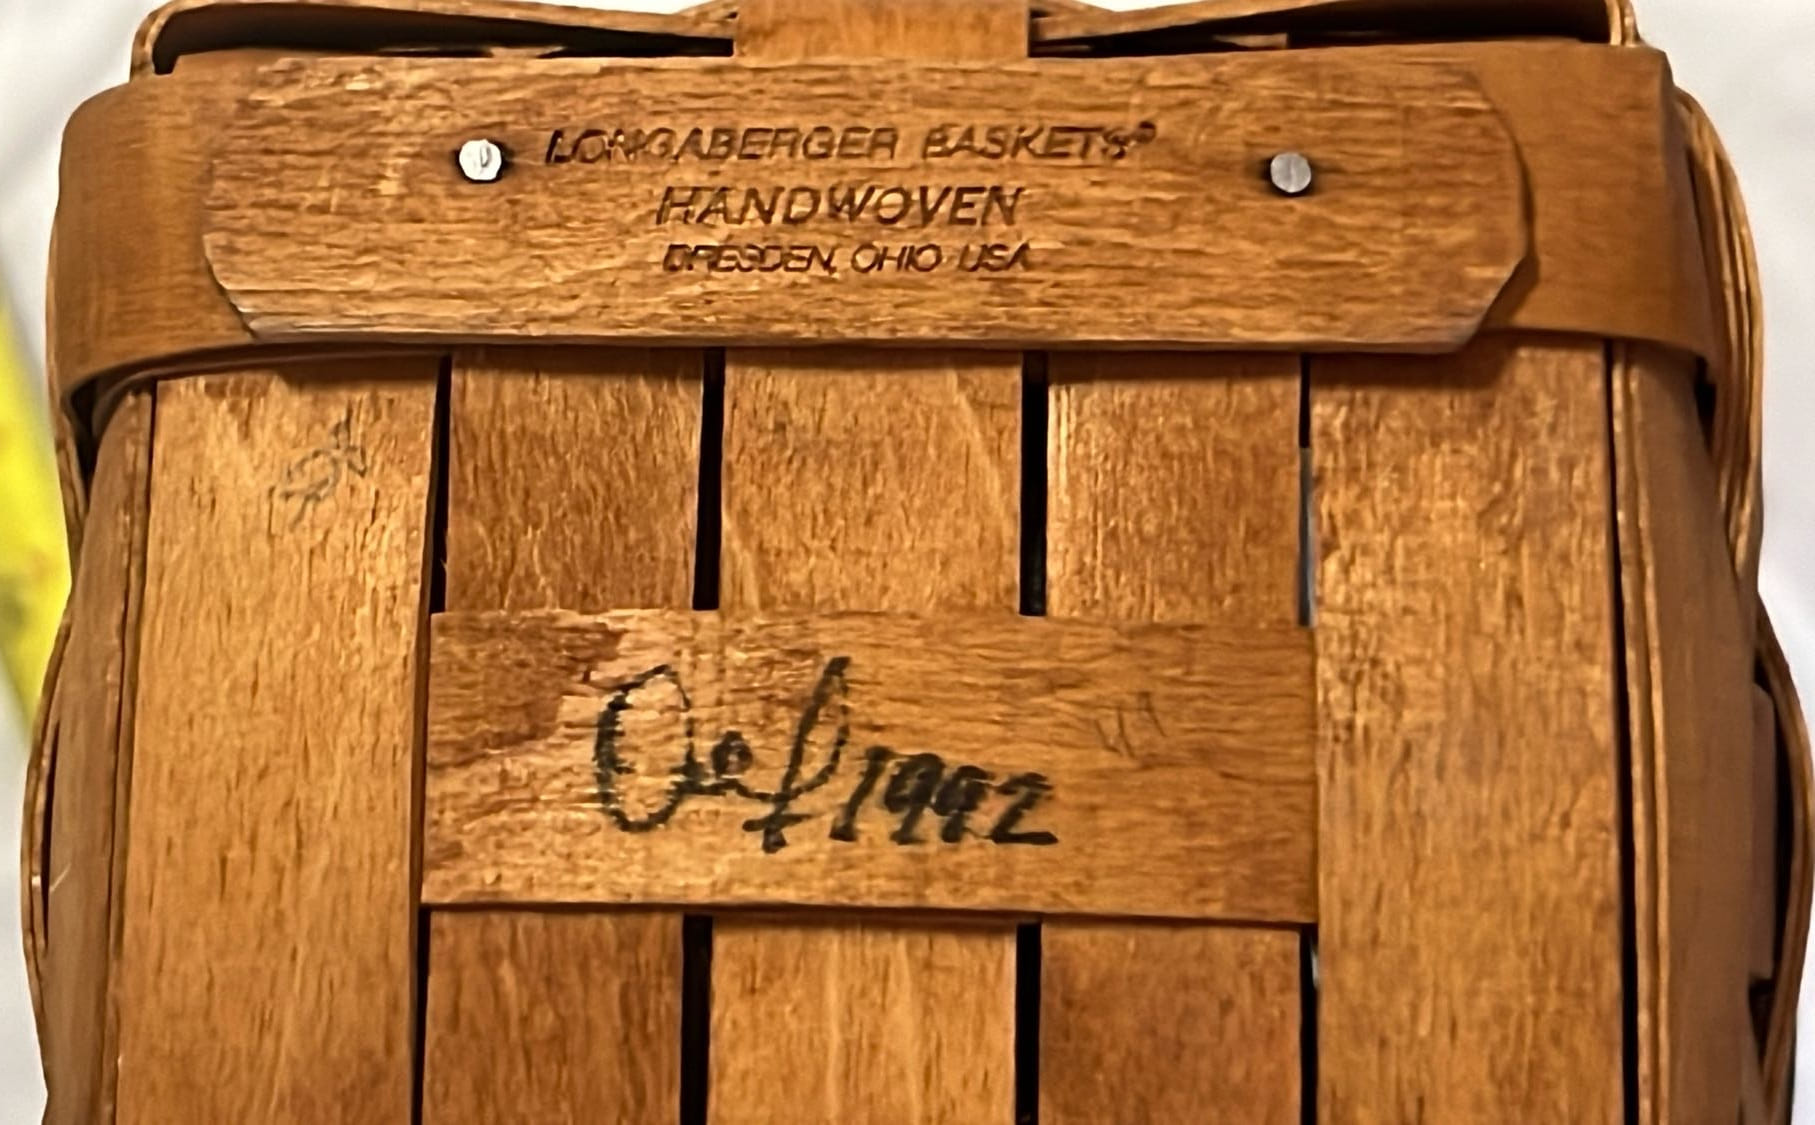 LONGABERGER BASKETS®
HANDWOVEN
DRESDEN, OHIO USA
1992